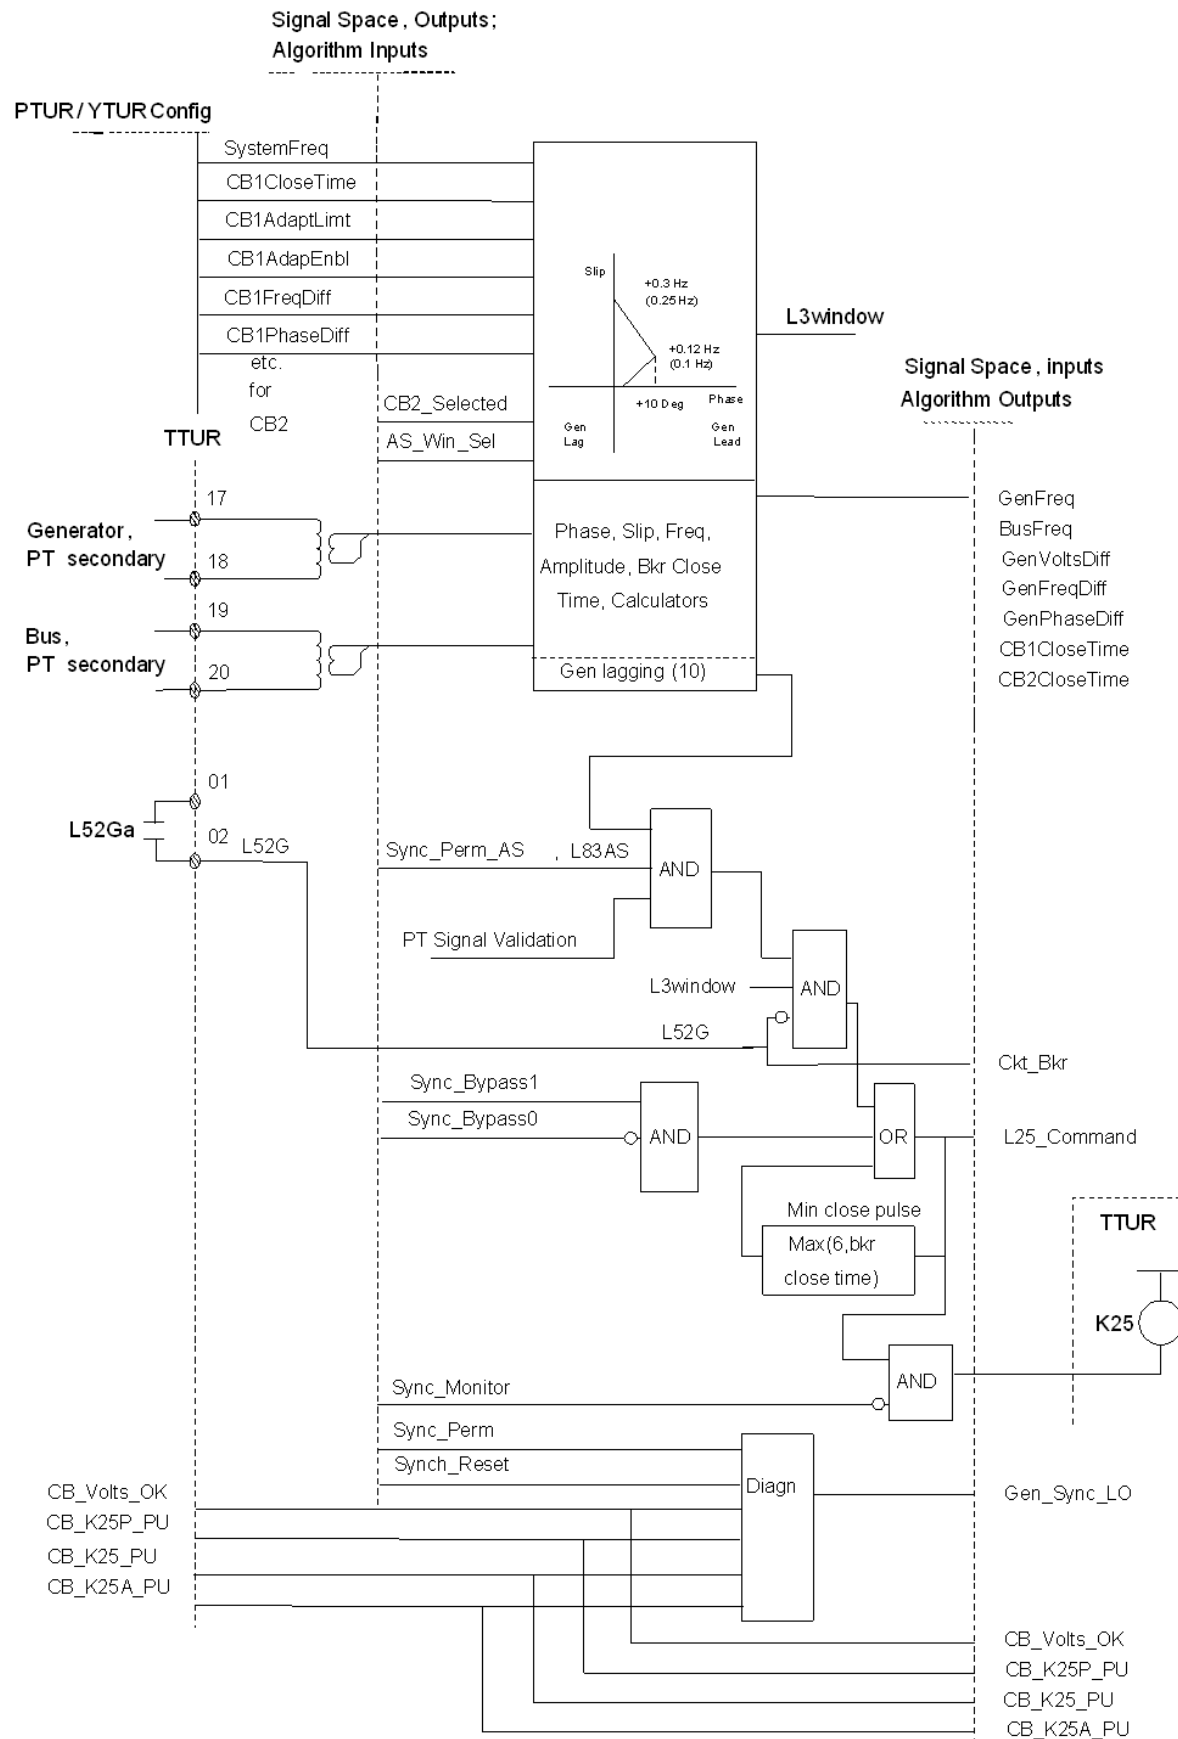 Signal Space, Outputs;
Algorithm Inputs
PTUR/YTUR Config
SystemFreq
CB1CloseTime
CB1AdaptLimt
CB1AdapEnbl
CB1FreqDiff
CB1PhaseDiff
etc.
for
CB2
CB2_Selected
AS_Win_Sel
Slip
+0.3 Hz
(0.25 Hz)
+0.12 Hz
(0.1 Hz)
+10 Deg
Phase
Gen
Lag
Gen
Lead
L3window
Signal Space, inputs
Algorithm Outputs
TTUR
17
Generator,
PT secondary
18
19
Bus,
PT secondary
20
Phase, Slip, Freq,
Amplitude, Bkr Close
Time, Calculators
Gen lagging (10)
GenFreq
BusFreq
GenVoltsDiff
GenFreqDiff
GenPhaseDiff
CB1CloseTime
CB2CloseTime
01
L52Ga
02
L52G
Sync_Perm_AS , L83AS
AND
PT Signal Validation
L3window
AND
L52G
Ckt_Bkr
Sync_Bypass1
Sync_Bypass0
AND
OR
L25_Command
Min close pulse
Max(6,bkr
close time)
TTUR
K25
AND
Sync_Monitor
Sync_Perm
Synch_Reset
Diagn
Gen_Sync_LO
CB_Volts_OK
CB_K25P_PU
CB_K25_PU
CB_K25A_PU
CB_Volts_OK
CB_K25P_PU
CB_K25_PU
CB_K25A_PU